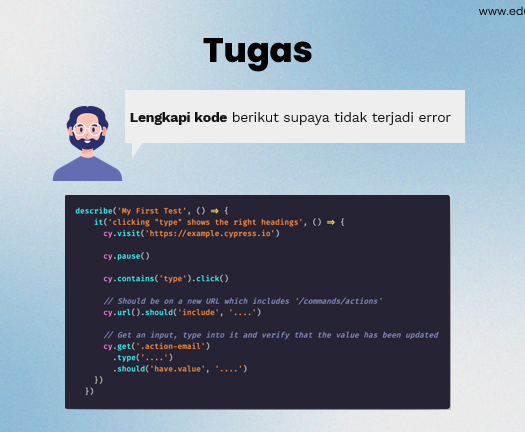 Tugas
Lengkapi kode berikut supaya tidak terjadi error
describe('My First Test', () => {
it('clicking "type" shows the right headings', () => {
cy.visit('https://example.cypress.io')
cy.pause()
cy.contains('type').click()
// Should be on a new URL which includes '/commands/actions'
cy.url().should('include', '....')
// Get an input, type into it and verify that the value has been updated
cy.get('.action-email')
.type('....')
.should('have.value', '....')
})
})